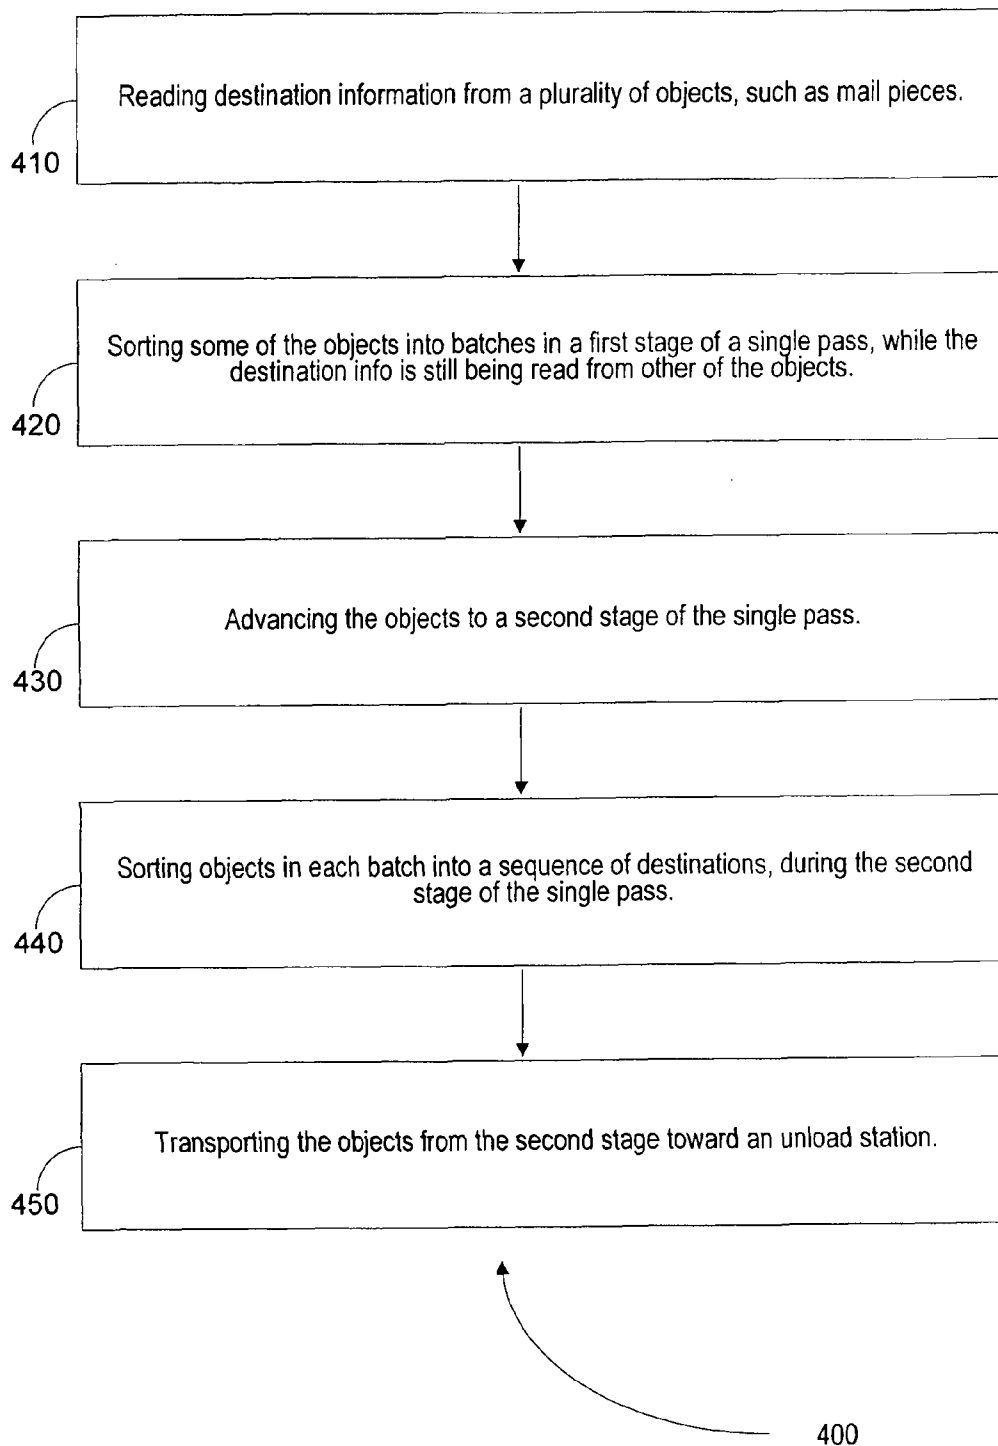 Reading destination information from a plurality of objects, such as mail pieces.
410
Sorting some of the objects into batches in a first stage of a single pass, while the
destination info is still being read from other of the objects.
420
Advancing the objects to a second stage of the single pass.
430
Sorting objects in each batch into a sequence of destinations, during the second
stage of the single pass.
440
Transporting the objects from the second stage toward an unload station.
450
400